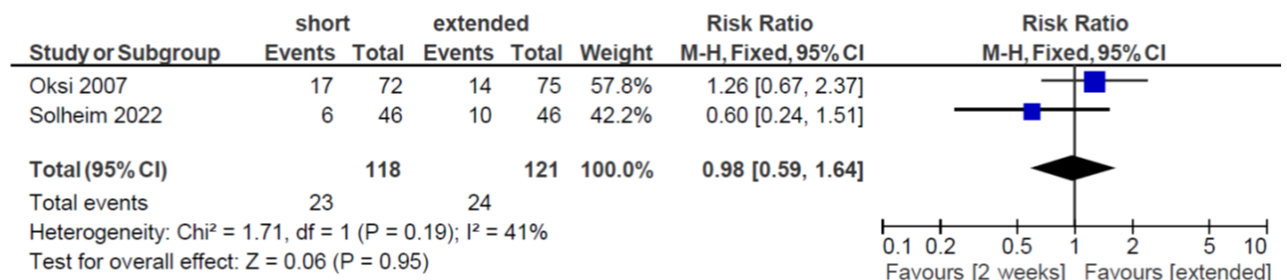 short extended Risk Ratio Risk Ratio
Study or Subgroup Events Total Events Total Weight M-H, Fixed, 95% CI M-H, Fixed, 95% CI
Oksi 2007 17 72 14 75 57.8% 1.26 [0.67, 2.37]
Solheim 2022 6 46 10 46 42.2% 0.60 [0.24, 1.51]
Total (95% CI) 118 121 100.0% 0.98 [0.59, 1.64]
Total events 23 24
Heterogeneity: Chi² = 1.71, df = 1 (P = 0.19); I² = 41%
Test for overall effect: Z = 0.06 (P = 0.95)
0.1 0.2 0.5 1 2 5 10
Favours [2 weeks] Favours [extended]